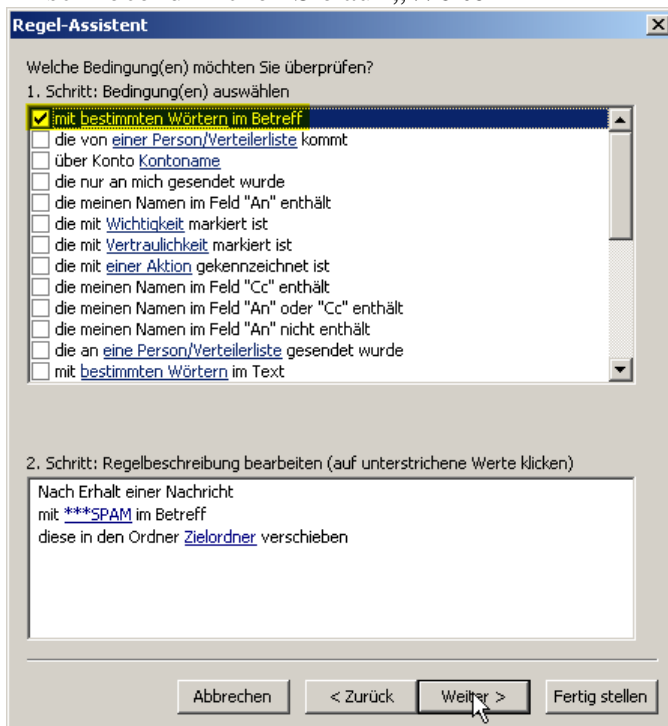 Regel-Assistent
Welche Bedingung(en) möchten Sie überprüfen?
1. Schritt: Bedingung(en) auswählen
mit bestimmten Wörtern im Betreff
die von einer Person/Verteilerliste kommt
über Konto Kontoname
die nur an mich gesendet wurde
die meinen Namen im Feld "An" enthält
die mit Wichtigkeit markiert ist
die mit Vertraulichkeit markiert ist
die mit einer Aktion gekennzeichnet ist
die meinen Namen im Feld "Cc" enthält
die meinen Namen im Feld "An" oder "Cc" enthält
die meinen Namen im Feld "An" nicht enthält
die an eine Person/Verteilerliste gesendet wurde
mit bestimmten Wörtern im Text
2. Schritt: Regelbeschreibung bearbeiten (auf unterstrichene Werte klicken)
Nach Erhalt einer Nachricht
mit ***SPAM im Betreff
diese in den Ordner Zielordner verschieben
Abbrechen < Zurück Weiter > Fertig stellen